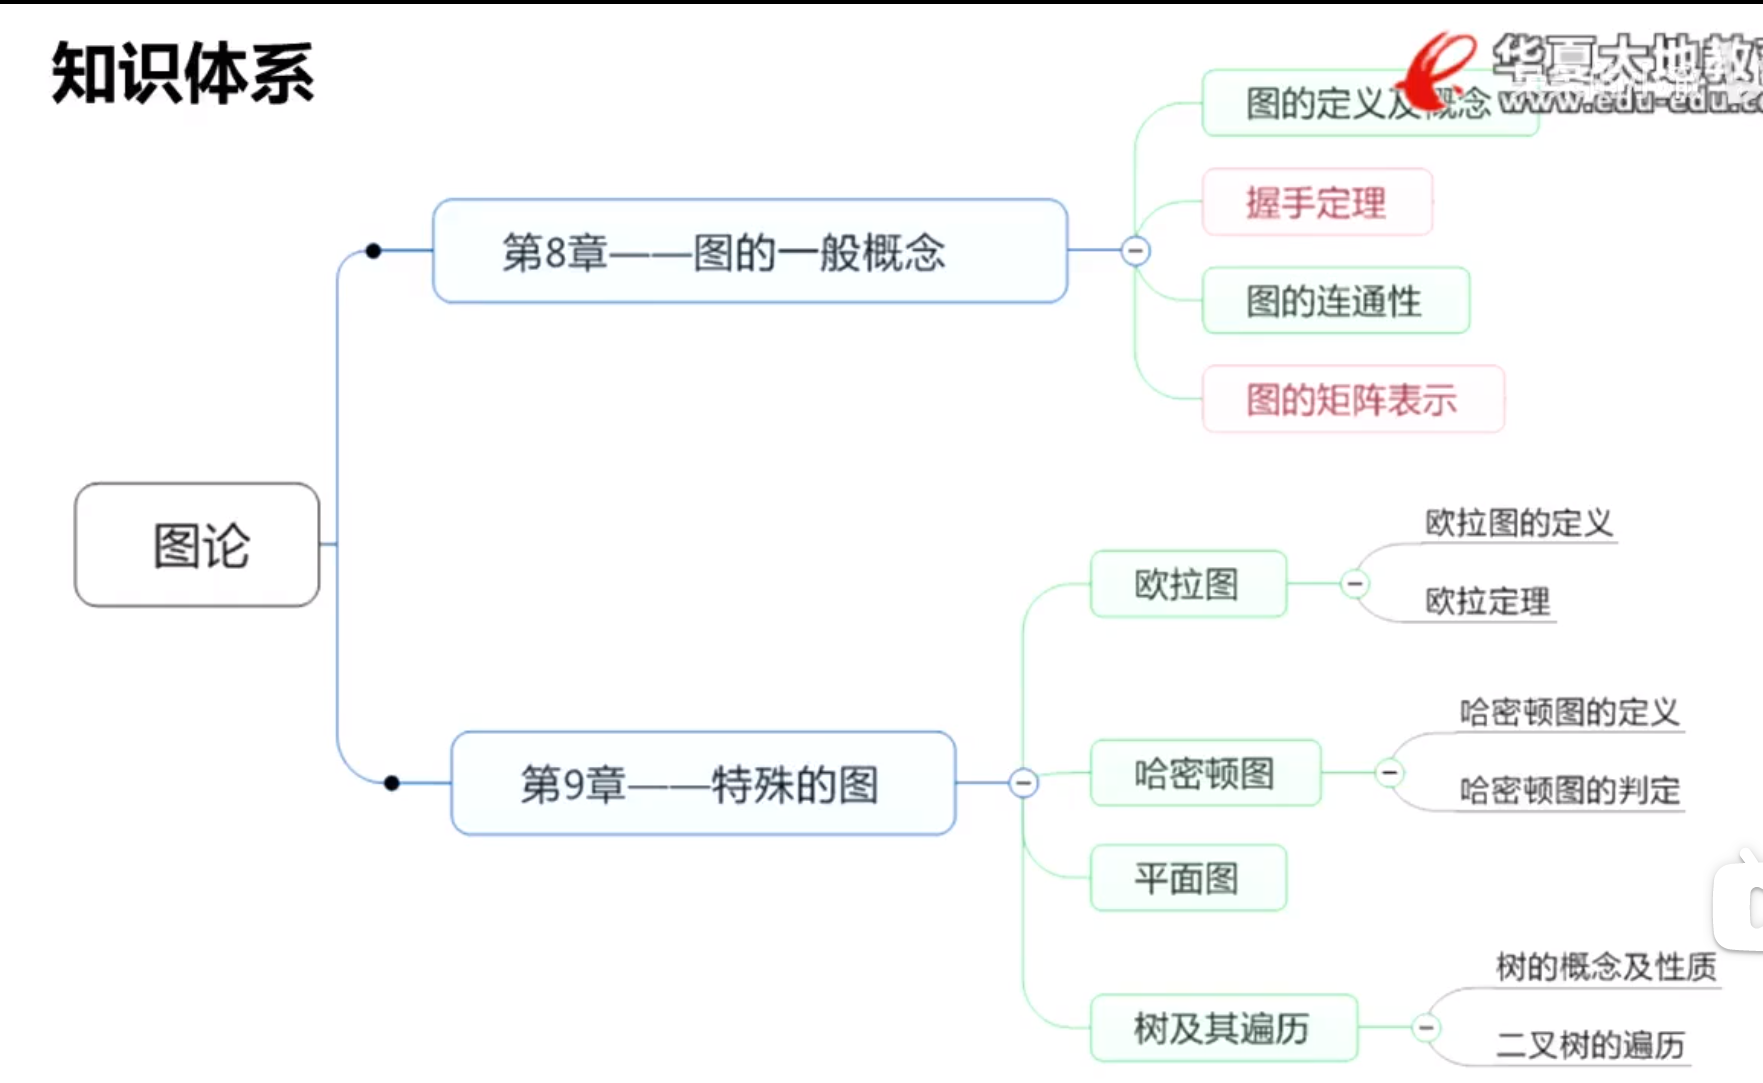 知识体系
华夏大地教
www.edu-edu.co
图的定义及概念
握手定理
第8章——图的一般概念
图的连通性
图的矩阵表示
图论
欧拉图的定义
欧拉图
欧拉定理
哈密顿图的定义
第9章——特殊的图
哈密顿图
哈密顿图的判定
平面图
树的概念及性质
树及其遍历
二叉树的遍历